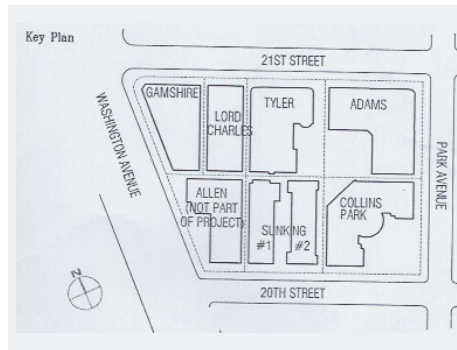 Key Plan
21ST STREET
GAMSHIRE
LORD
CHARLES
TYLER
ADAMS
WASHINGTON AVENUE
PARK AVENUE
ALLEN
(NOT PART
OF PROJECT)
SLINKING
#1
#2
COLLINS
PARK
20TH STREET
N